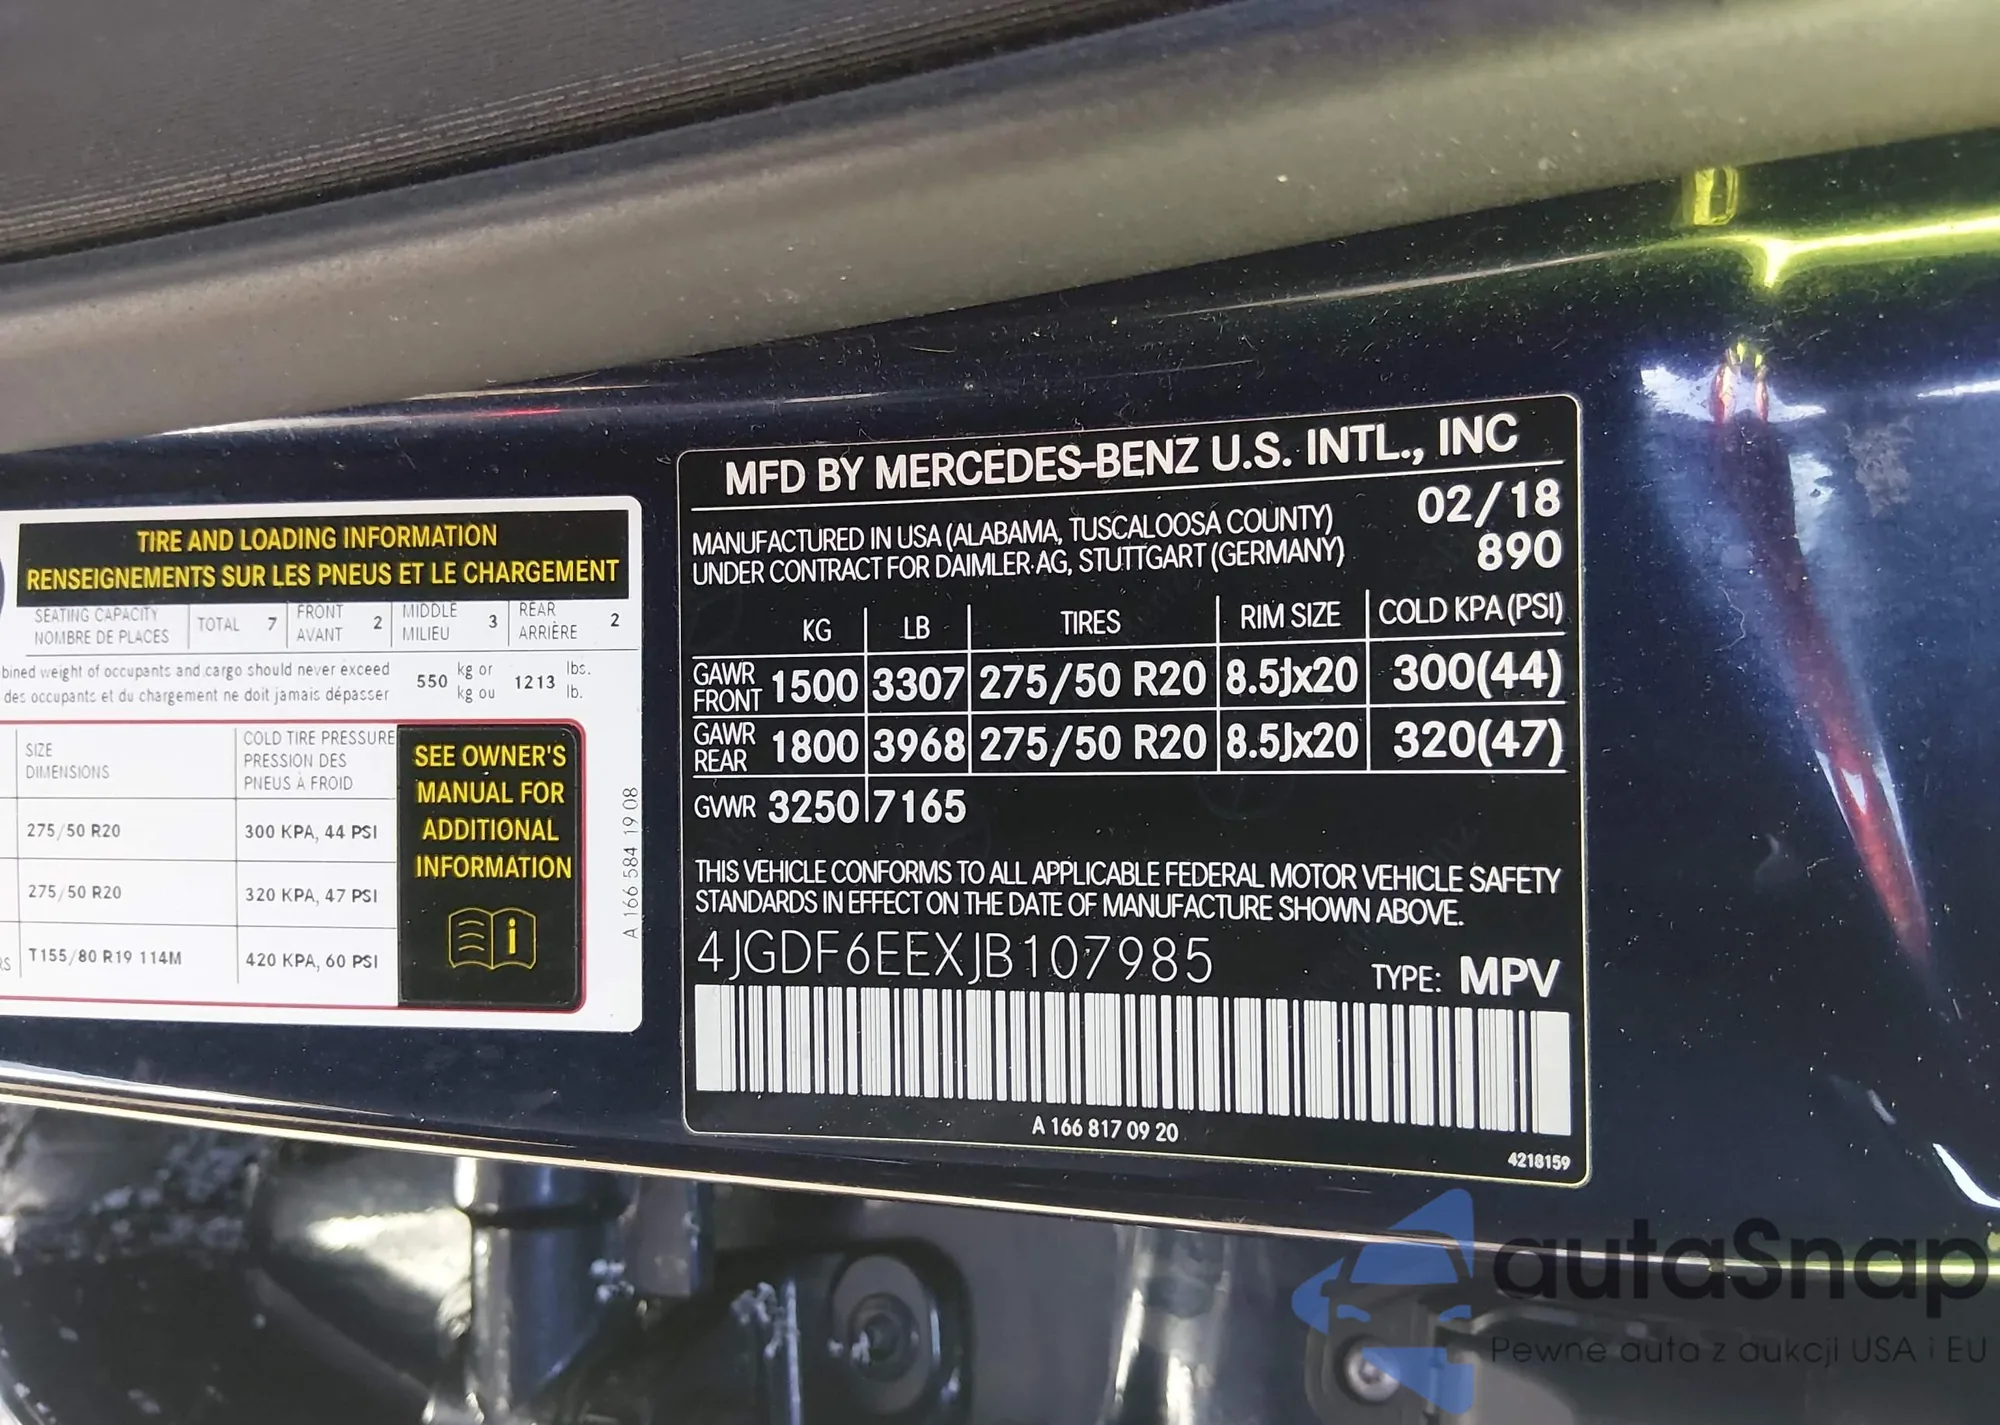 TIRE AND LOADING INFORMATION
RENSEIGNEMENTS SUR LES PNEUS ET LE CHARGEMENT
SEATING CAPACITY
NOMBRE DE PLACES
TOTAL 7
FRONT
AVANT 2
MIDDLE
MILIEU 3
REAR
ARRIÈRE 2
weight of occupants and cargo should never exceed 550 kg or 1213 lbs.
des occupants et du chargement ne doit jamais dépasser kg ou lb.
SIZE
DIMENSIONS
COLD TIRE PRESSURE
PRESSION DES
PNEUS À FROID
275/50 R20 300 KPA, 44 PSI
275/50 R20 320 KPA, 47 PSI
T155/80 R19 114M 420 KPA, 60 PSI
SEE OWNER'S
MANUAL FOR
ADDITIONAL
INFORMATION
A 166 584 19 08
MFD BY MERCEDES-BENZ U.S. INTL., INC
MANUFACTURED IN USA (ALABAMA, TUSCALOOSA COUNTY) 02/18
UNDER CONTRACT FOR DAIMLER AG, STUTTGART (GERMANY) 890
KG LB TIRES RIM SIZE COLD KPA (PSI)
GAWR
FRONT 1500 3307 275/50 R20 8.5Jx20 300(44)
GAWR
REAR 1800 3968 275/50 R20 8.5Jx20 320(47)
GVWR 3250 7165
THIS VEHICLE CONFORMS TO ALL APPLICABLE FEDERAL MOTOR VEHICLE SAFETY
STANDARDS IN EFFECT ON THE DATE OF MANUFACTURE SHOWN ABOVE.
4JGDF6EEXJB107985 TYPE: MPV
A 166 817 09 20
4218159
autaSnap
Pewne auta z aukcji USA i EU